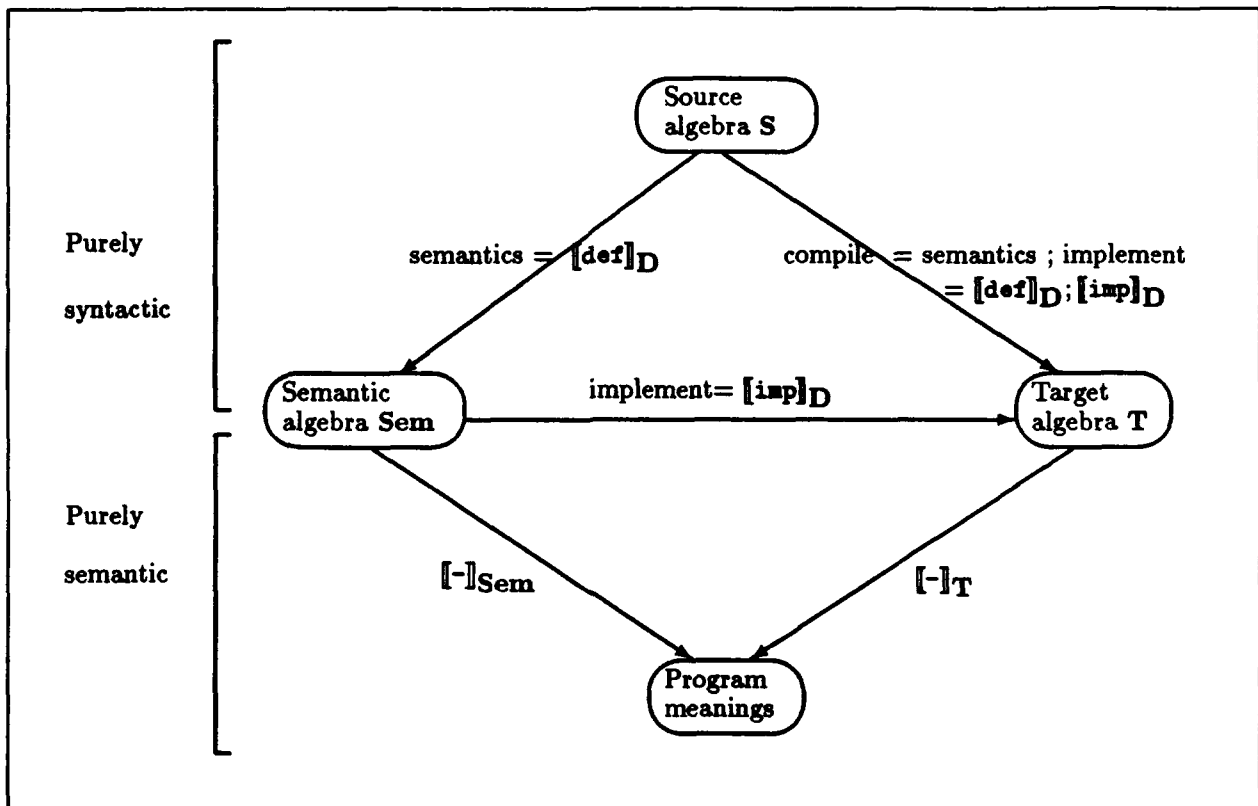 Source
algebra S
Purely
syntactic
semantics = ⟦def⟧D
compile = semantics ; implement
= ⟦def⟧D;⟦imp⟧D
Semantic
algebra Sem
implement= ⟦imp⟧D
Target
algebra T
Purely
semantic
⟦-⟧Sem
⟦-⟧T
Program
meanings